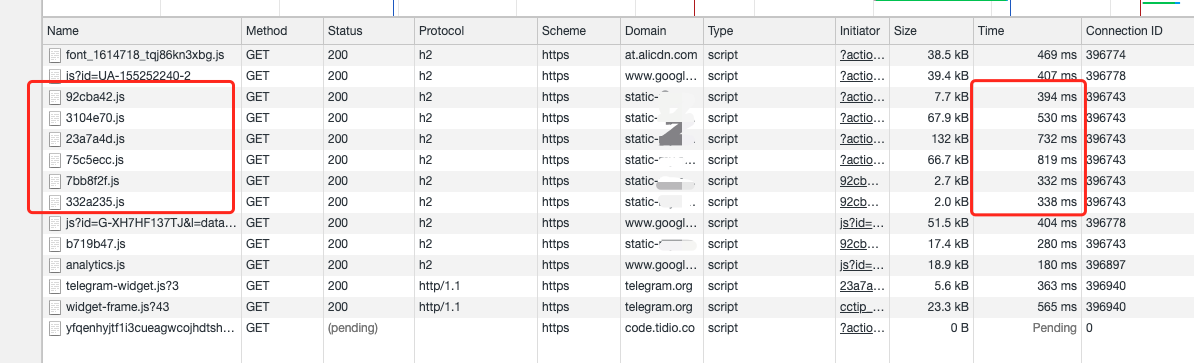 Name Method Status Protocol Scheme Domain Type Initiator Size Time Connection ID
font_1614718_tqj86kn3xbg.js GET 200 h2 https at.alicdn.com script ?actio... 38.5 kB 469 ms 396774
js?id=UA-155252240-2 GET 200 h2 https www.googl... script ?actio... 39.4 kB 407 ms 396778
92cba42.js GET 200 h2 https static- script ?actio... 7.7 kB 394 ms 396743
3104e70.js GET 200 h2 https static- script ?actio... 67.9 kB 530 ms 396743
23a7a4d.js GET 200 h2 https static- script ?actio... 132 kB 732 ms 396743
75c5ecc.js GET 200 h2 https static- script ?actio... 66.7 kB 819 ms 396743
7bb8f2f.js GET 200 h2 https static- script 92cb... 2.7 kB 332 ms 396743
332a235.js GET 200 h2 https static- script 92cb... 2.0 kB 338 ms 396743
js?id=G-XH7HF137TJ&l=data... GET 200 h2 https www.googl... script js?id=... 51.5 kB 404 ms 396778
b719b47.js GET 200 h2 https static- script 92cb... 17.4 kB 280 ms 396743
analytics.js GET 200 h2 https www.googl... script js?id=... 18.9 kB 180 ms 396897
telegram-widget.js?3 GET 200 http/1.1 https telegram.org script 23a7a... 5.6 kB 363 ms 396940
widget-frame.js?43 GET 200 http/1.1 https telegram.org script cctip_... 23.3 kB 565 ms 396940
yfqenhyjtf1i3cueagwcojhdtsh... GET (pending) https code.tidio.co script ?actio... 0 B Pending 0